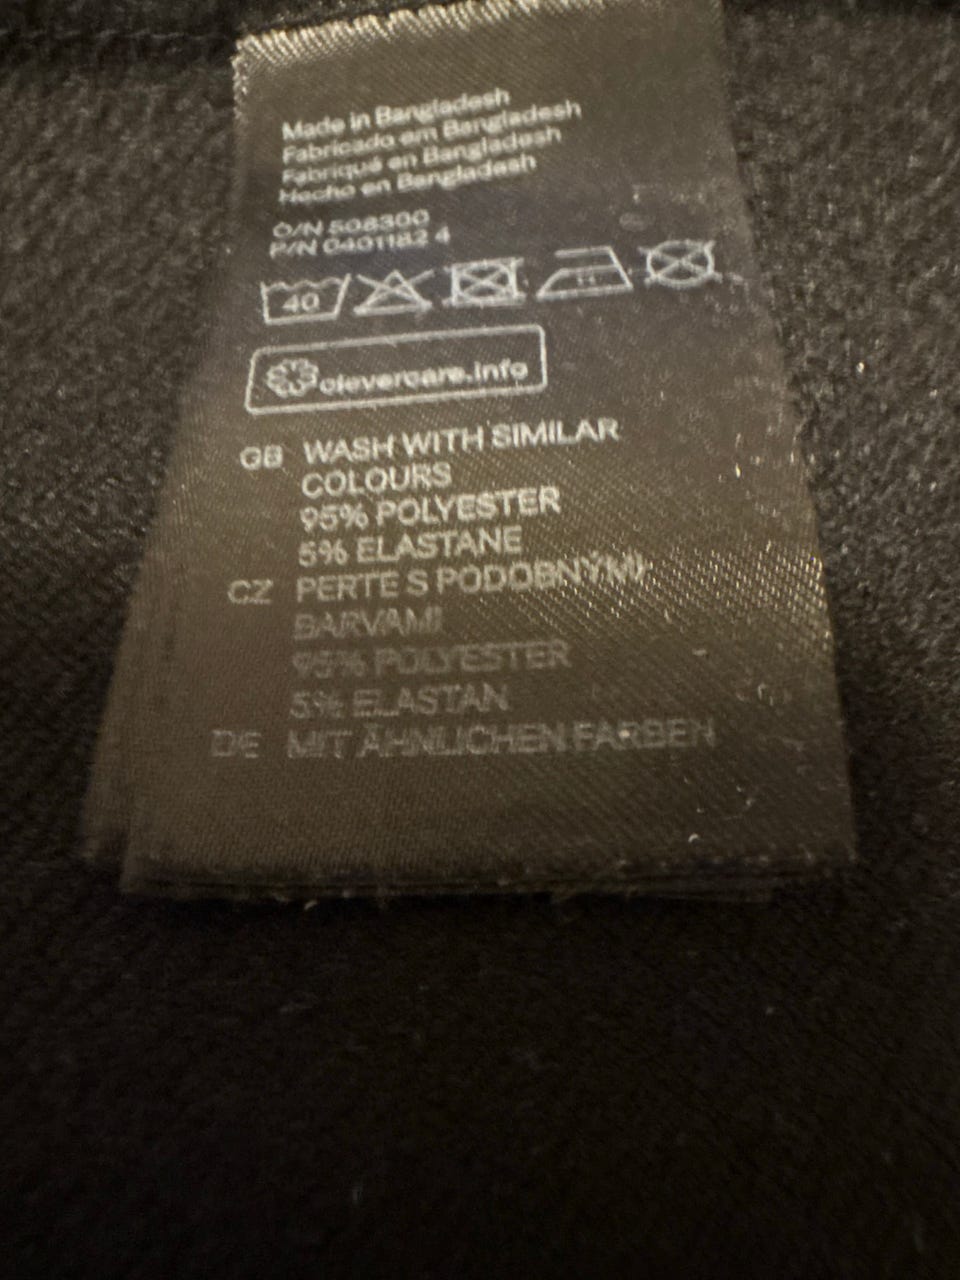 Made in Bangladesh
Fabricado em Bangladesh
Fabriqué en Bangladesh
Hecho en Bangladesh
O/N 508300
P/N 0401182 4
40
clevercare.info
GB WASH WITH SIMILAR
COLOURS
95% POLYESTER
5% ELASTANE
CZ PERTE S PODOBNÝMI
BARVAMI
95% POLYESTER
5% ELASTAN
DE MIT ÄHNLICHEN FARBEN